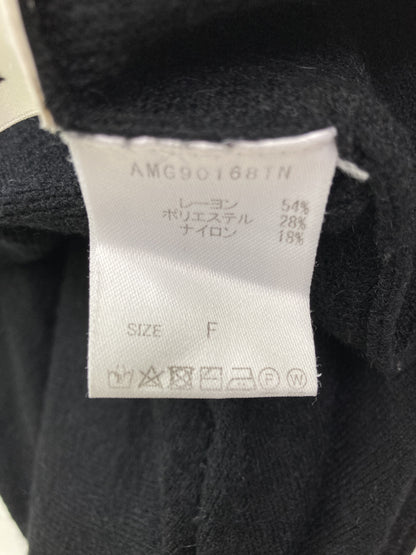 AMG90168TN
レーヨン 54%
ポリエステル 28%
ナイロン 18%
SIZE F
P W